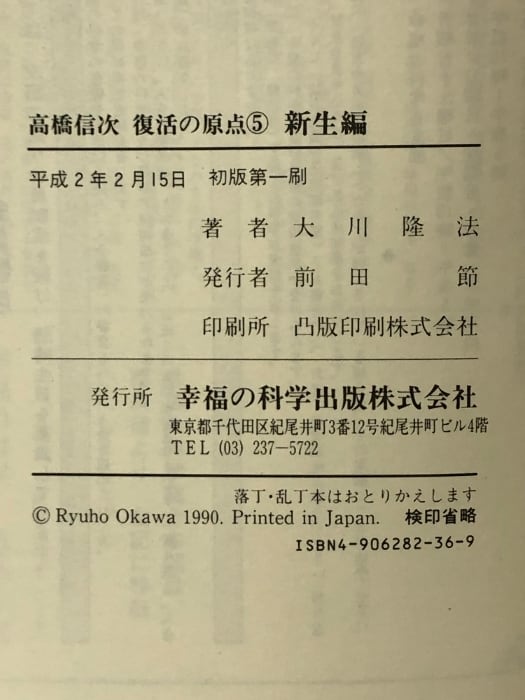 高橋信次 復活の原点⑤ 新生編
平成2年2月15日 初版第一刷
著者 大川隆法
発行者 前田節
印刷所 凸版印刷株式会社
発行所 幸福の科学出版株式会社
東京都千代田区紀尾井町3番12号紀尾井町ビル4階
TEL (03) 237―5722
落丁・乱丁本はおとりかえします
© Ryuho Okawa 1990. Printed in Japan. 検印省略
ISBN4-906282-36-9